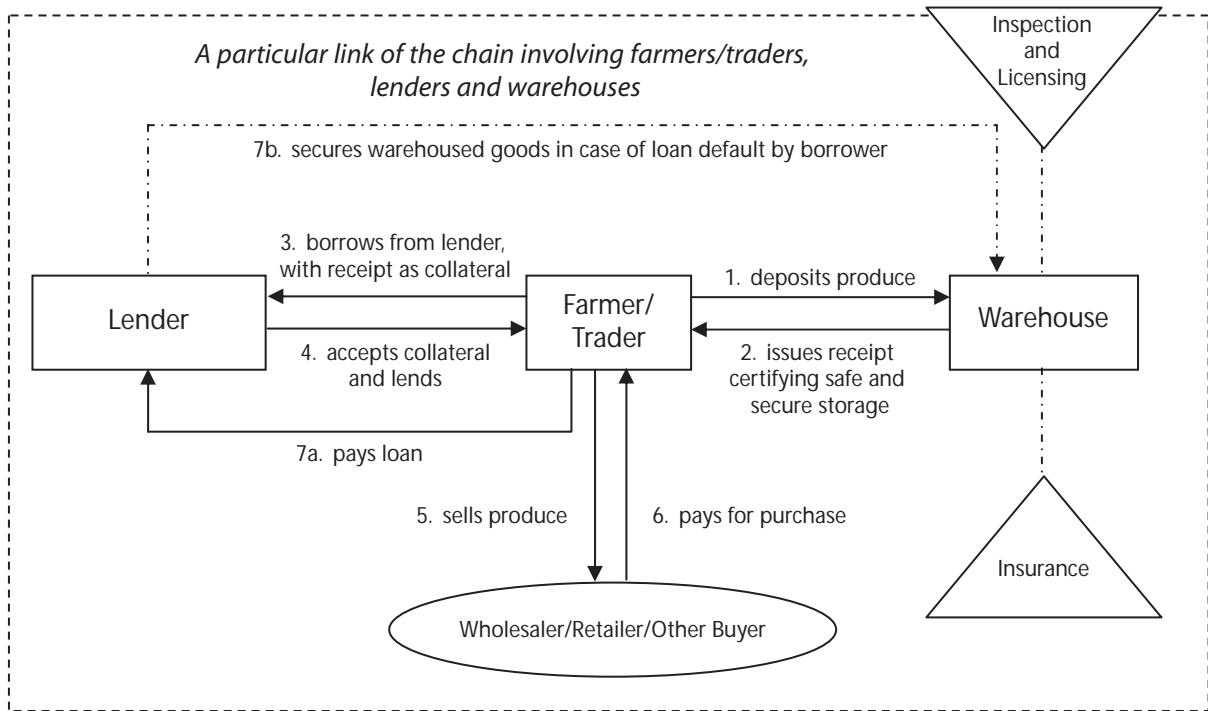 Inspection
and
Licensing
A particular link of the chain involving farmers/traders,
lenders and warehouses
7b. secures warehoused goods in case of loan default by borrower
3. borrows from lender,
with receipt as collateral
1. deposits produce
Lender
Farmer/
Trader
Warehouse
4. accepts collateral
and lends
2. issues receipt
certifying safe and
secure storage
7a. pays loan
5. sells produce
6. pays for purchase
Insurance
Wholesaler/Retailer/Other Buyer